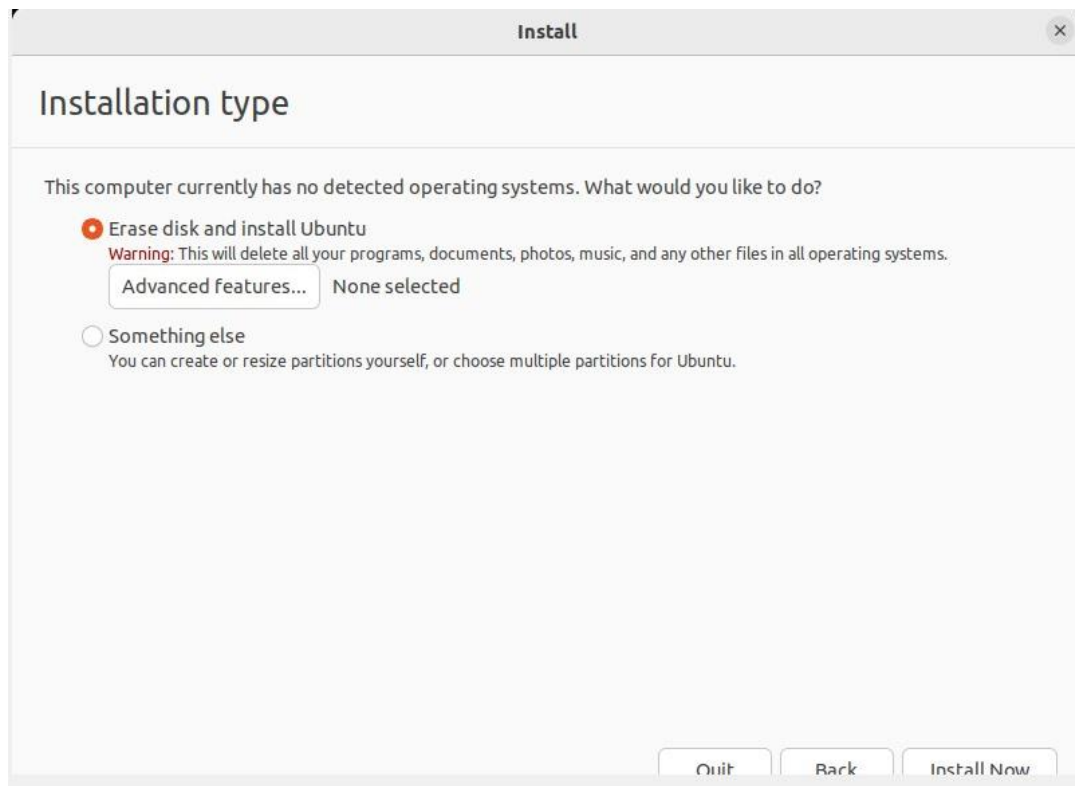 Install
Installation type
This computer currently has no detected operating systems. What would you like to do?
Erase disk and install Ubuntu
Warning: This will delete all your programs, documents, photos, music, and any other files in all operating systems.
Advanced features... None selected
Something else
You can create or resize partitions yourself, or choose multiple partitions for Ubuntu.
Quit Back Install Now